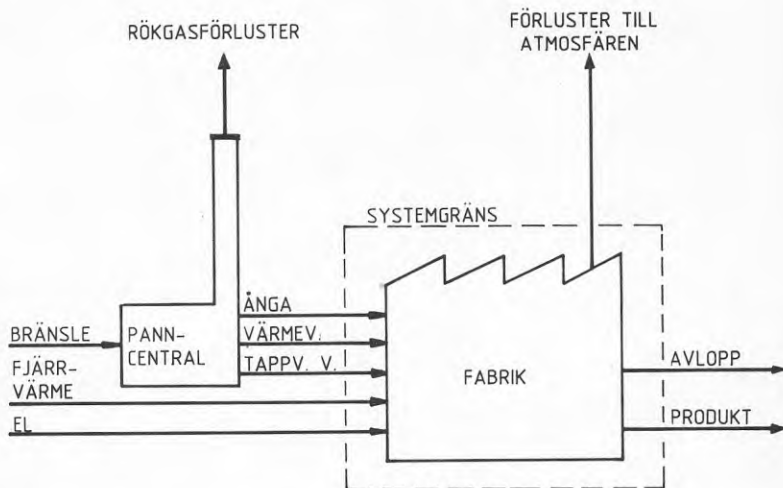 RÖKGASFÖRLUSTER
FÖRLUSTER TILL
ATMOSFÄREN
SYSTEMGRÄNS
ÅNGA
VÄRMEV.
TAPPV. V.
BRÄNSLE
PANN-
CENTRAL
FJÄRR-
VÄRME
EL
FABRIK
AVLOPP
PRODUKT